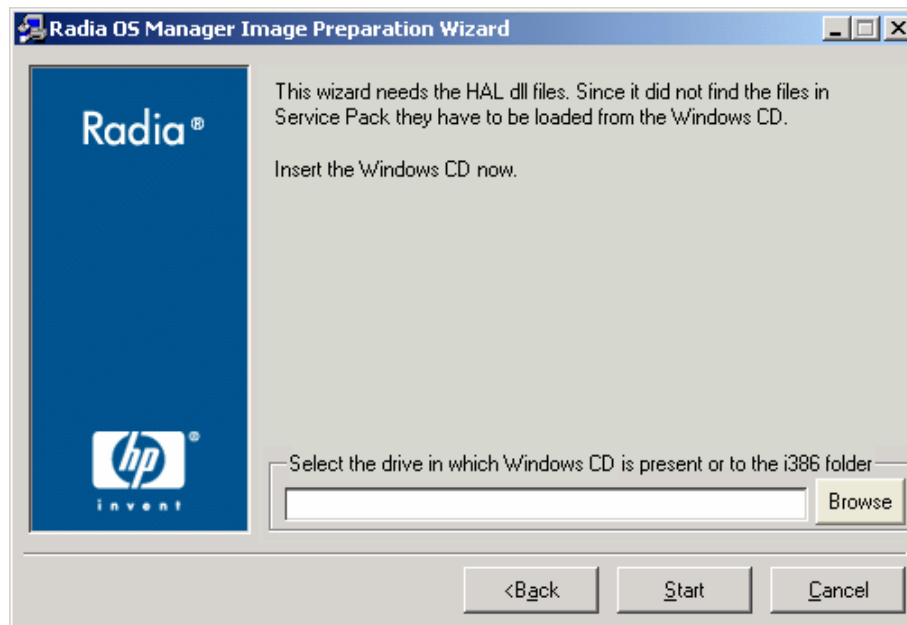 Radia OS Manager Image Preparation Wizard
Radia®
This wizard needs the HAL dll files. Since it did not find the files in
Service Pack they have to be loaded from the Windows CD.
Insert the Windows CD now.
hp®
invent
Select the drive in which Windows CD is present or to the i386 folder
Browse
<Back
Start
Cancel